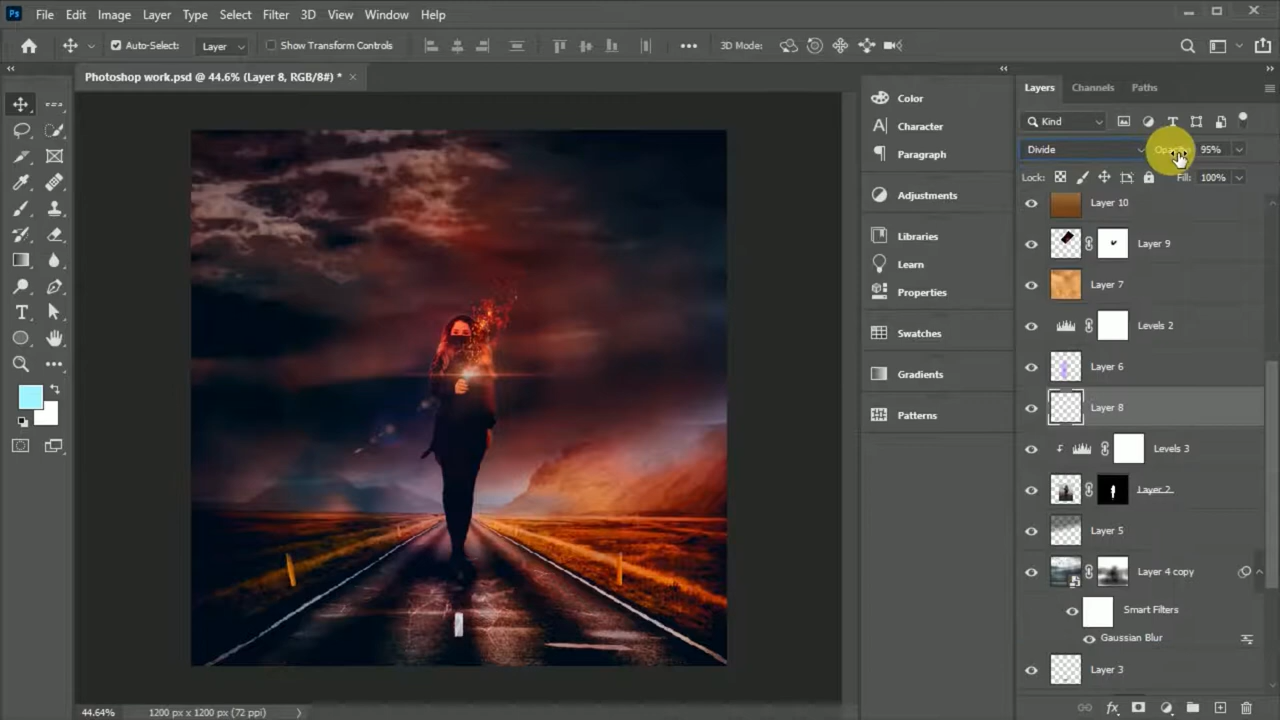 Ps File Edit Image Layer Type Select Filter 3D View Window Help
Auto-Select: Layer Show Transform Controls 3D Mode:
Photoshop work.psd @ 44.6% (Layer 8, RGB/8#) *
Color
Character
Paragraph
Adjustments
Libraries
Learn
Properties
Swatches
Gradients
Patterns
Layers Channels Paths
Kind
Divide Opacity: 95%
Lock: Fill: 100%
Layer 10
Layer 9
Layer 7
Levels 2
Layer 6
Layer 8
Levels 3
Layer 2
Layer 5
Layer 4 copy
Smart Filters
Gaussian Blur
Layer 3
44.64% 1200 px x 1200 px (72 ppi)